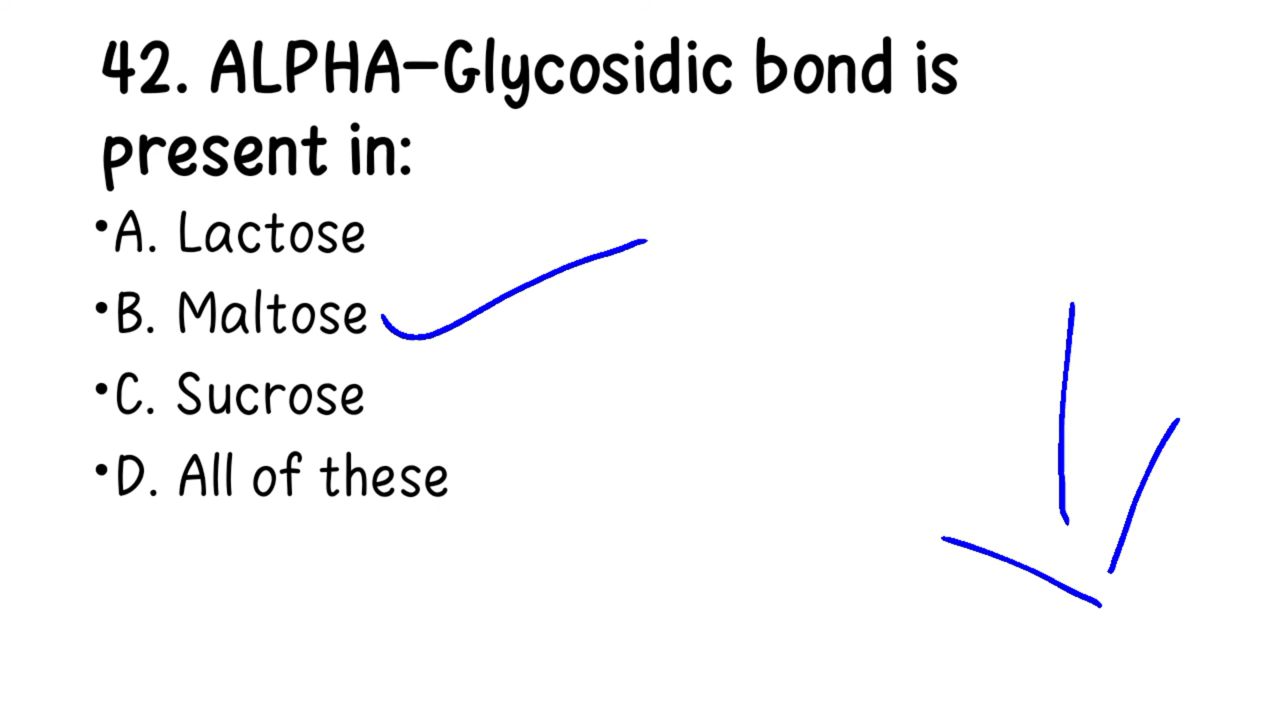 42. ALPHA-Glycosidic bond is
present in:
•A. Lactose
•B. Maltose
•C. Sucrose
•D. All of these